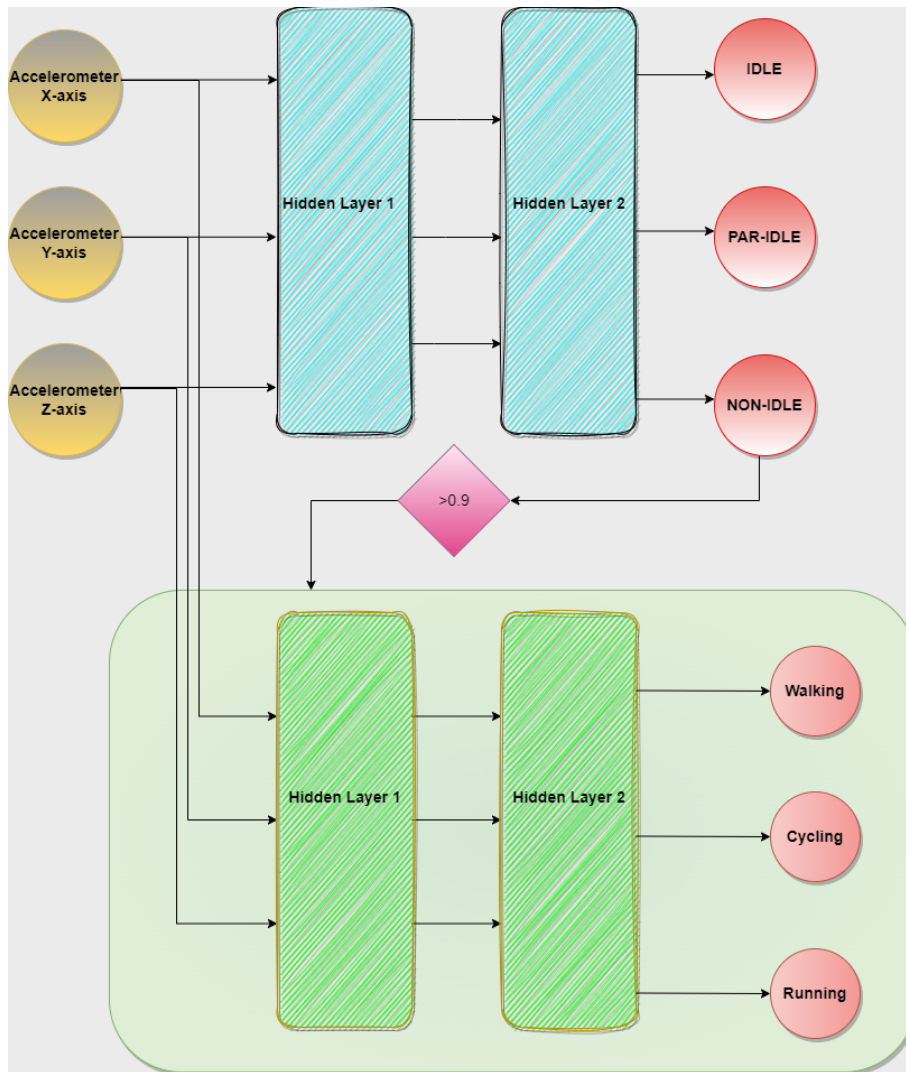 Accelerometer
X-axis
Hidden Layer 1
Hidden Layer 2
IDLE
Accelerometer
Y-axis
PAR-IDLE
Accelerometer
Z-axis
NON-IDLE
>0.9
Hidden Layer 1
Hidden Layer 2
Walking
Cycling
Running